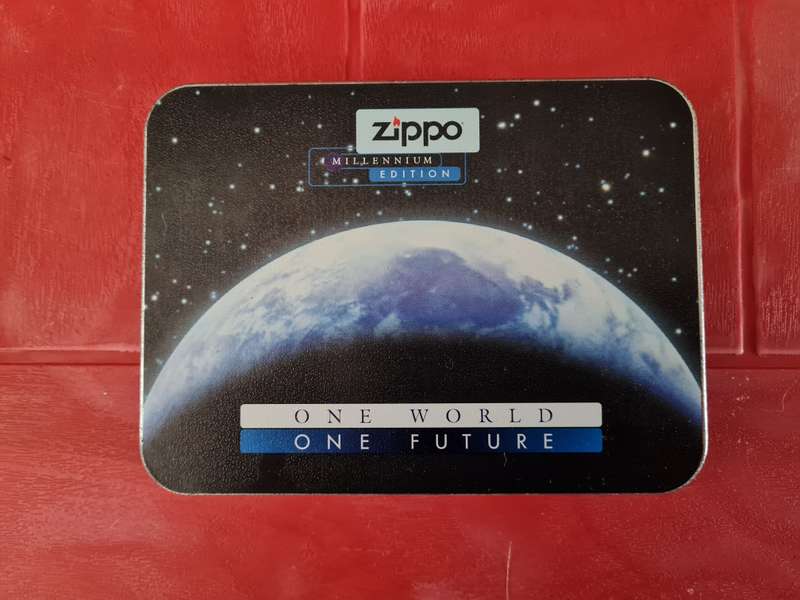 Zippo
MILLENNIUM
EDITION
ONE WORLD
ONE FUTURE